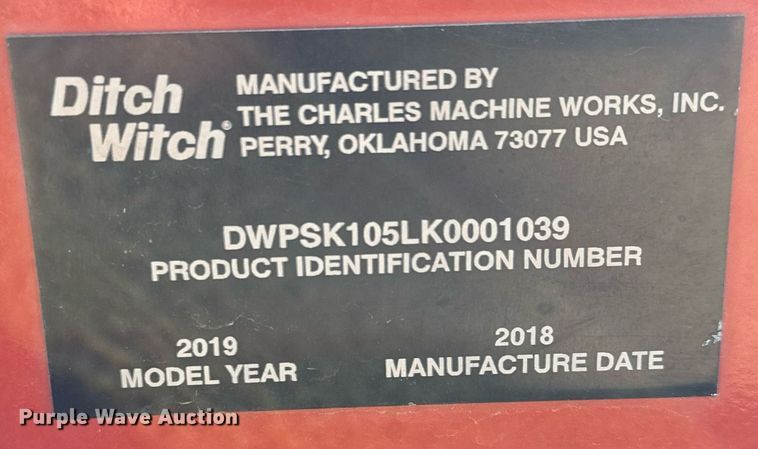 Ditch
Witch®
MANUFACTURED BY
THE CHARLES MACHINE WORKS, INC.
PERRY, OKLAHOMA 73077 USA
DWPSK105LK0001039
PRODUCT IDENTIFICATION NUMBER
2019
MODEL YEAR
2018
MANUFACTURE DATE
Purple Wave Auction